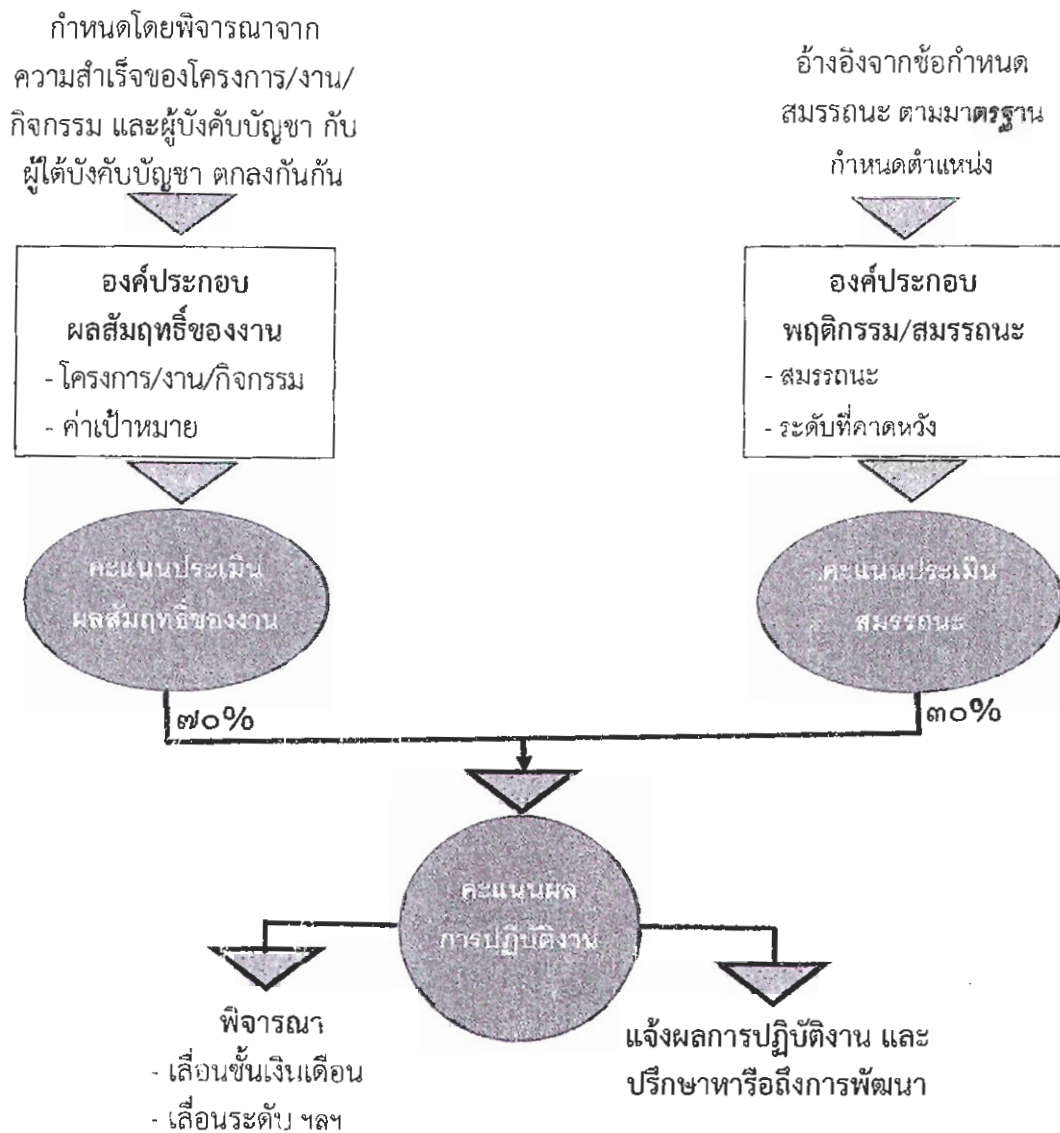 กำหนดโดยพิจารณาจาก
ความสำเร็จของโครงการ/งาน/
กิจกรรม และผู้บังคับบัญชา กับ
ผู้ใต้บังคับบัญชา ตกลงกันกัน
อ้างอิงจากข้อกำหนด
สมรรถนะ ตามมาตรฐาน
กำหนดตำแหน่ง
องค์ประกอบ
ผลสัมฤทธิ์ของงาน
- โครงการ/งาน/กิจกรรม
- ค่าเป้าหมาย
องค์ประกอบ
พฤติกรรม/สมรรถนะ
- สมรรถนะ
- ระดับที่คาดหวัง
คะแนนประเมิน
ผลสัมฤทธิ์ของงาน
คะแนนประเมิน
สมรรถนะ
๗๐%
๓๐%
คะแนนผล
การปฏิบัติงาน
พิจารณา
- เลื่อนขั้นเงินเดือน
- เลื่อนระดับ ฯลฯ
แจ้งผลการปฏิบัติงาน และ
ปรึกษาหารือถึงการพัฒนา